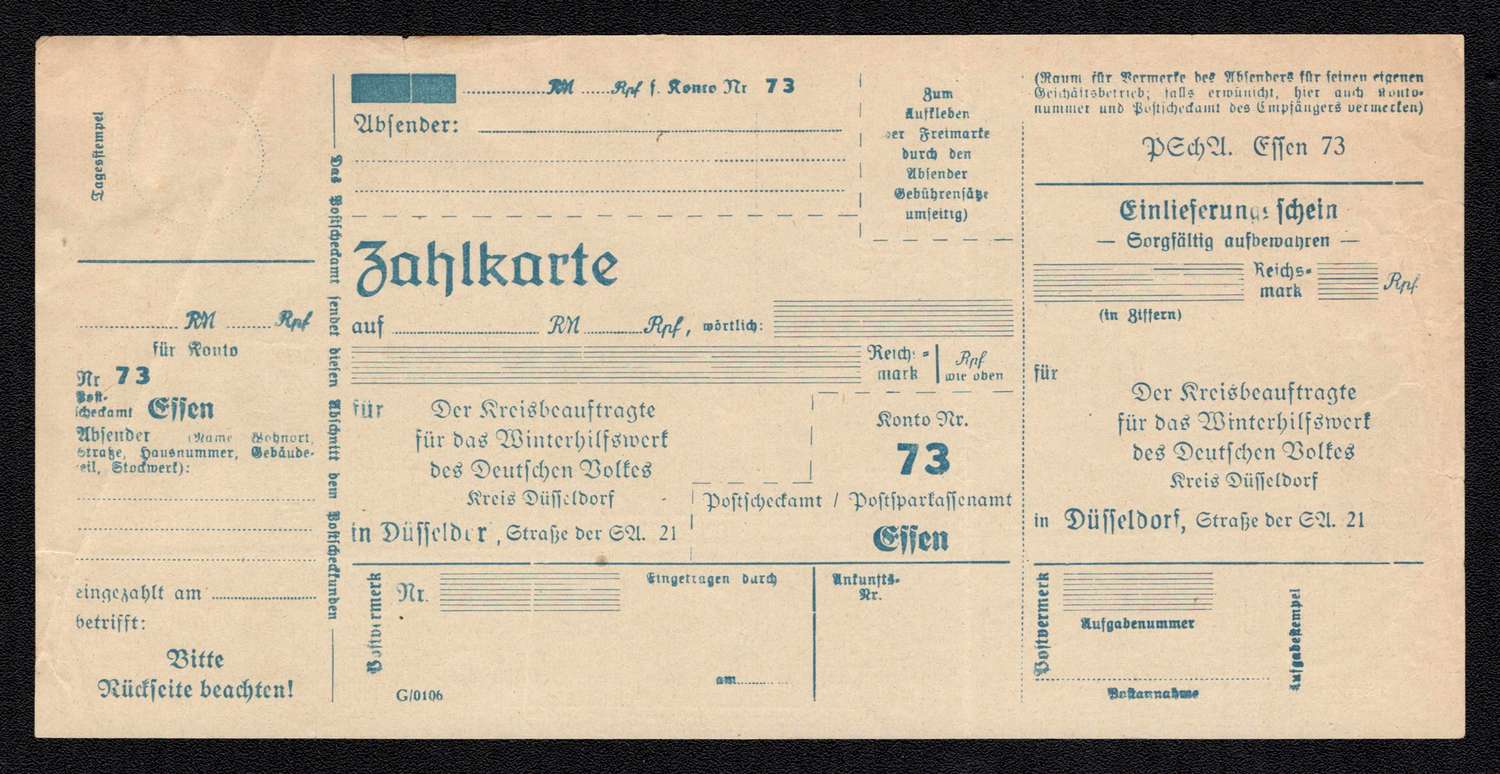 Tagesstempel
RM Rpf
für Konto
Nr 73
Post-
scheckamt Essen
Absender (Name Wohnort,
Straße, Hausnummer, Gebäude-
teil, Stockwerk):
eingezahlt am
betrifft:
Bitte
Rückseite beachten!
Das Postscheckamt sendet diesen Abschnitt dem Postscheckkunden
RM Rpf f. Konto Nr 73
Absender:
Zum
Aufkleben
der Freimarke
durch den
Absender
Gebührensätze
umseitig)
Zahlkarte
auf RM Rpf, wörtlich:
Reichs-
mark
Rpf
wie oben
für Der Kreisbeauftragte
für das Winterhilfswerk
des Deutschen Volkes
Kreis Düsseldorf
in Düsseldorf, Straße der SA. 21
Konto Nr.
73
Postscheckamt / Postsparkassenamt
Essen
Postvermerk
Nr.
Eingetragen durch
am
Ankunfts-
Nr.
G/0106
(Raum für Vermerke des Absenders für seinen eigenen
Geschäftsbetrieb; falls erwünscht, hier auch Konto-
nummer und Postscheckamt des Empfängers vermerken)
PSchA. Essen 73
Einlieferungsschein
— Sorgfältig aufbewahren —
Reichs-
mark
Rpf
(in Ziffern)
für
Der Kreisbeauftragte
für das Winterhilfswerk
des Deutschen Volkes
Kreis Düsseldorf
in Düsseldorf, Straße der SA. 21
Postvermerk
Aufgabenummer
Postannahme
Aufgabestempel